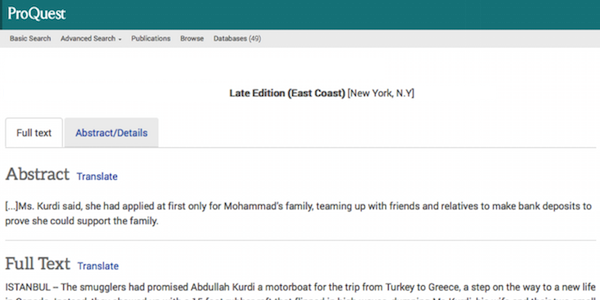 ProQuest
Basic Search Advanced Search Publications Browse Databases (49)
Late Edition (East Coast) [New York, N.Y]
Full text Abstract/Details
Abstract Translate
[...]Ms. Kurdi said, she had applied at first only for Mohammad's family, teaming up with friends and relatives to make bank deposits to
prove she could support the family.
Full Text Translate
ISTANBUL – The smugglers had promised Abdullah Kurdi a motorboat for the trip from Turkey to Greece, a step on the way to a new life